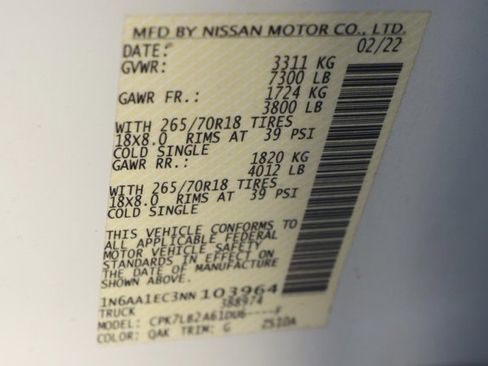 MFD BY NISSAN MOTOR CO., LTD.
DATE: 02/22
GVWR: 3311 KG
7300 LB
GAWR FR.: 1724 KG
3800 LB
WITH 265/70R18 TIRES
18X8.0 RIMS AT 39 PSI
COLD SINGLE
GAWR RR.: 1820 KG
4012 LB
WITH 265/70R18 TIRES
18X8.0 RIMS AT 39 PSI
COLD SINGLE
THIS VEHICLE CONFORMS TO
ALL APPLICABLE FEDERAL
MOTOR VEHICLE SAFETY
STANDARDS IN EFFECT ON
THE DATE OF MANUFACTURE
SHOWN ABOVE.
1N6AA1EC3NN103964
TRUCK 388974
MODEL: CPK7LB2A61DU6----F
COLOR: QAK TRIM: G